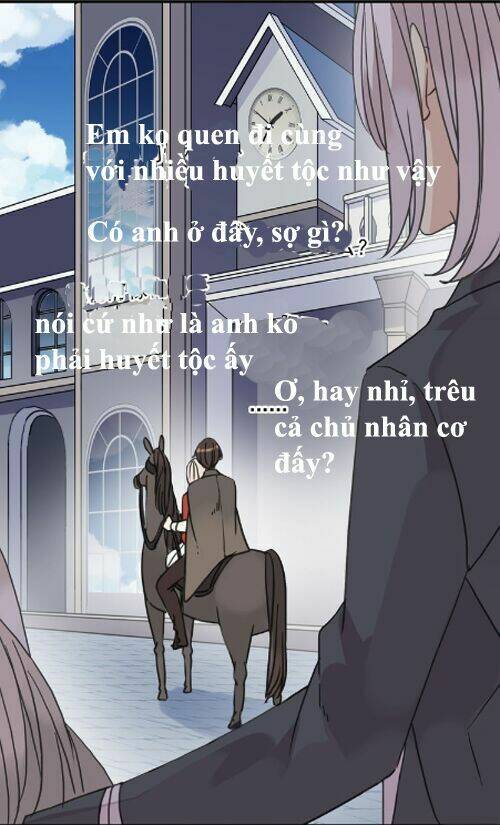 Em ko quen đi cùng
với nhiều huyết tộc như vậy
Có anh ở đây, sợ gì?
nói cứ như là anh ko
phải huyết tộc ấy
......
Ơ, hay nhỉ, trêu
cả chủ nhân cơ
đấy?